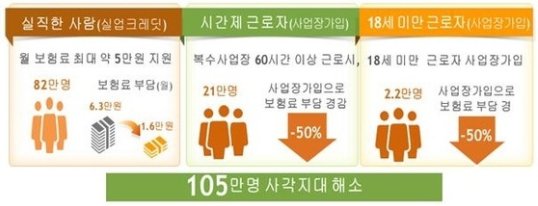 실직한 사람(실업크레딧)
월 보험료 최대 약 5만원 지원
82만명
보험료 부담(월)
6.3만원
1.6만원
시간제 근로자(사업장가입)
복수사업장 60시간 이상 근로시,
21만명
사업장가입으로
보험료 부담 경감
-50%
18세 미만 근로자(사업장가입)
18세 미만 근로자 사업장가입
2.2만명
사업장가입으로
보험료 부담 경
-50%
105만명 사각지대 해소